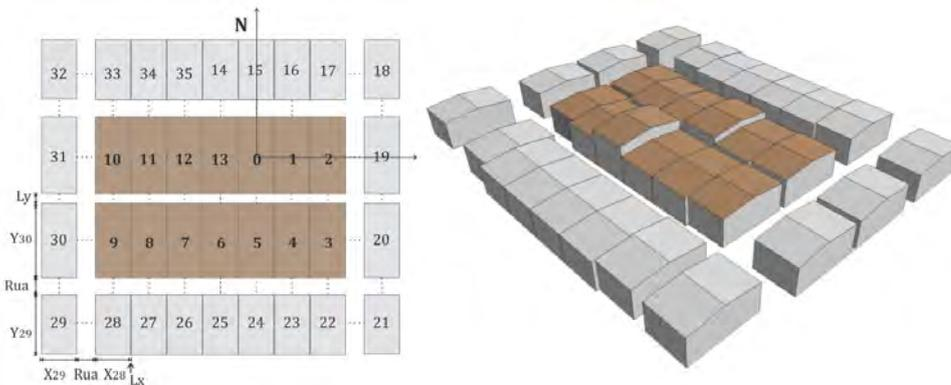 N
32 33 34 35 14 15 16 17 18
31 10 11 12 13 0 1 2 19
Ly
Y30 30 9 8 7 6 5 4 3 20
Rua
Y29 29 28 27 26 25 24 23 22 21
X29 Rua X28 Lx